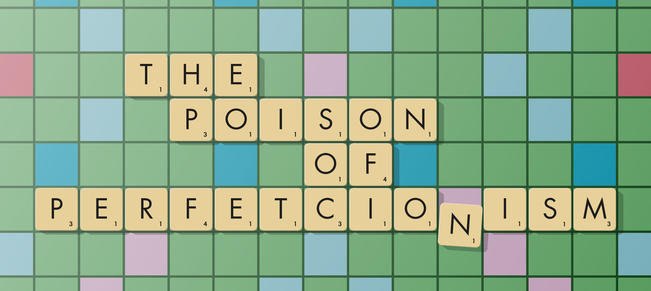 THE
POISON
OF
PERFETCIONISM